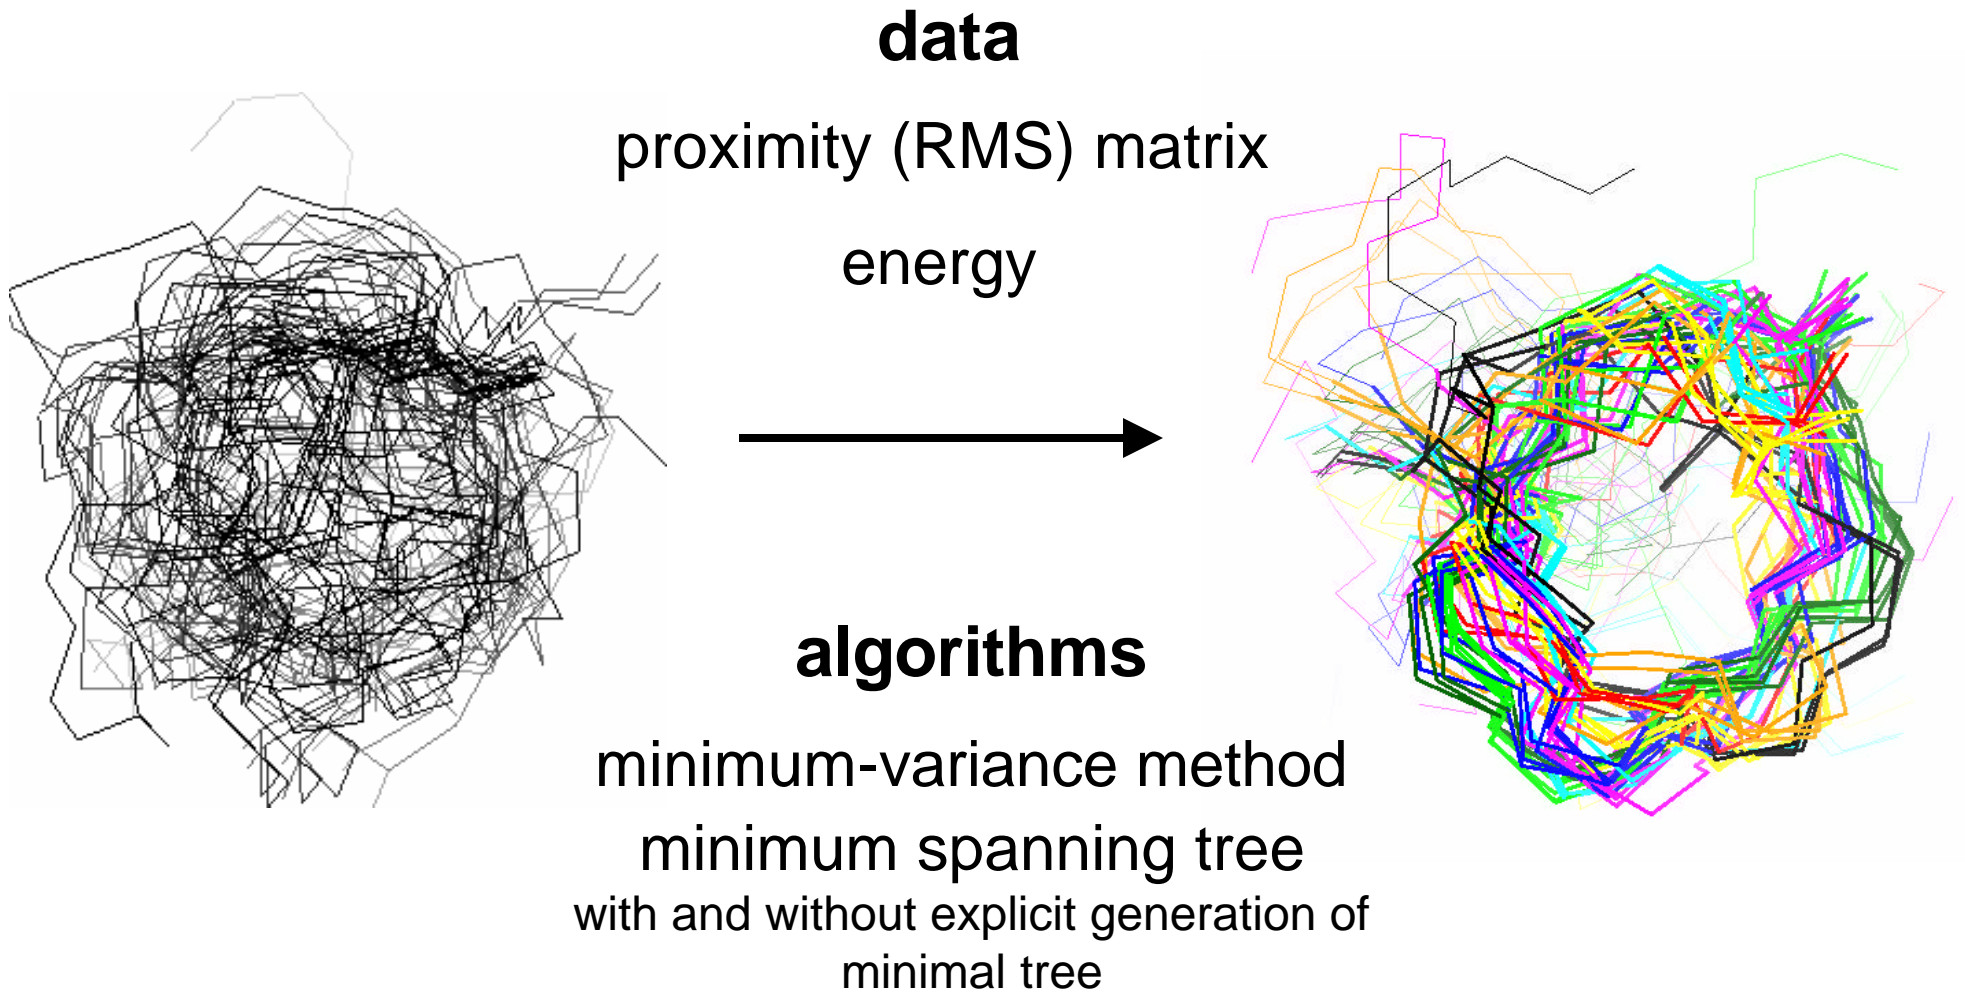 data
proximity (RMS) matrix
energy
algorithms
minimum-variance method
minimum spanning tree
with and without explicit generation of
minimal tree